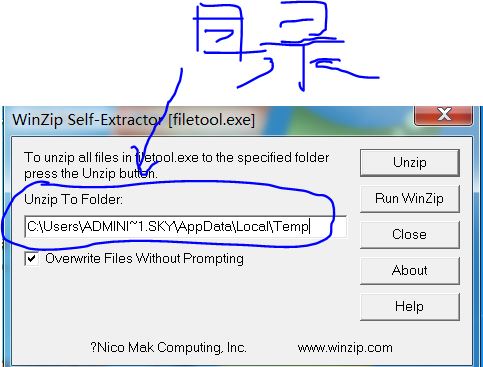 目录
WinZip Self-Extractor [filetool.exe]
To unzip all files in filetool.exe to the specified folder
press the Unzip button.
Unzip To Folder:
C:\Users\ADMINI~1.SKY\AppData\Local\Temp
Overwrite Files Without Prompting
Unzip
Run WinZip
Close
About
Help
?Nico Mak Computing, Inc. www.winzip.com